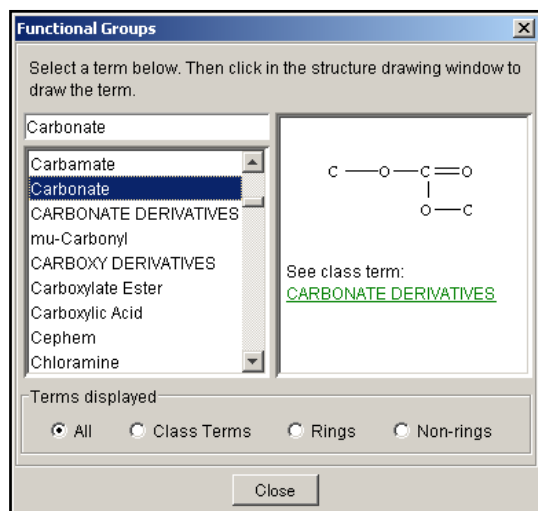 Functional Groups
Select a term below. Then click in the structure drawing window to
draw the term.
Carbonate
Carbamate
Carbonate
CARBONATE DERIVATIVES
mu-Carbonyl
CARBOXY DERIVATIVES
Carboxylate Ester
Carboxylic Acid
Cephem
Chloramine
C O C O
O C
See class term:
CARBONATE DERIVATIVES
Terms displayed
All Class Terms Rings Non-rings
Close